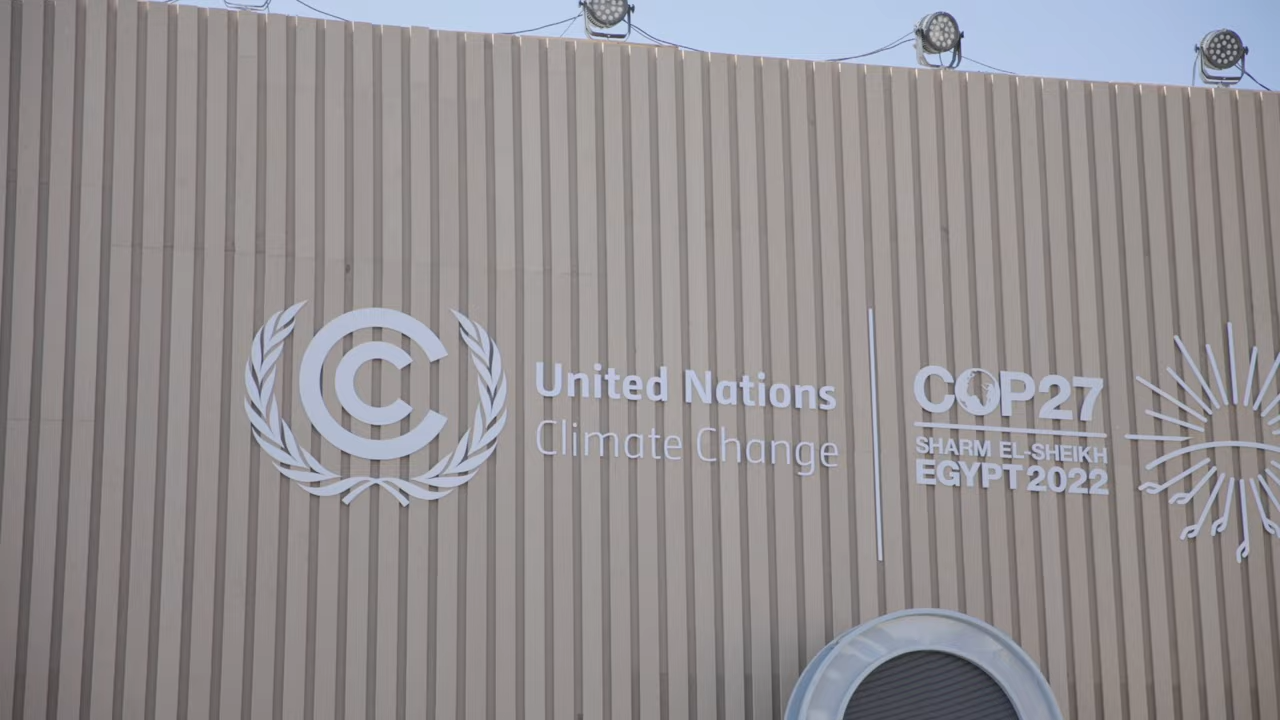 United Nations
Climate Change
COP27
SHARM EL-SHEIKH
EGYPT 2022